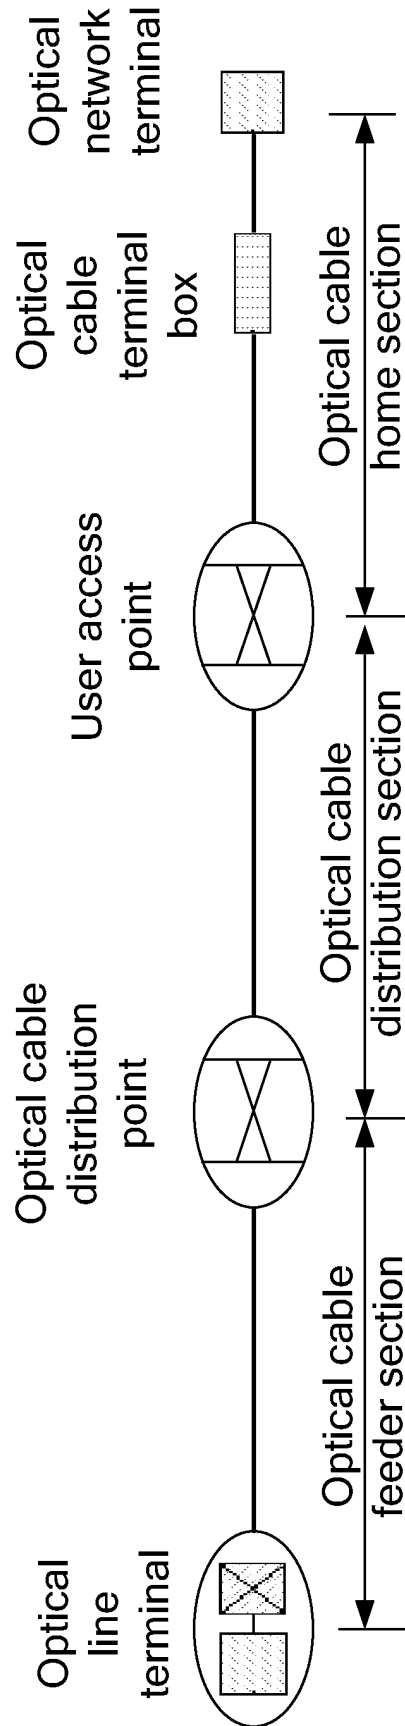 Optical
line
terminal
Optical cable
distribution
point
User access
point
Optical
cable
terminal
box
Optical
network
terminal
Optical cable
feeder section
Optical cable
distribution section
Optical cable
home section